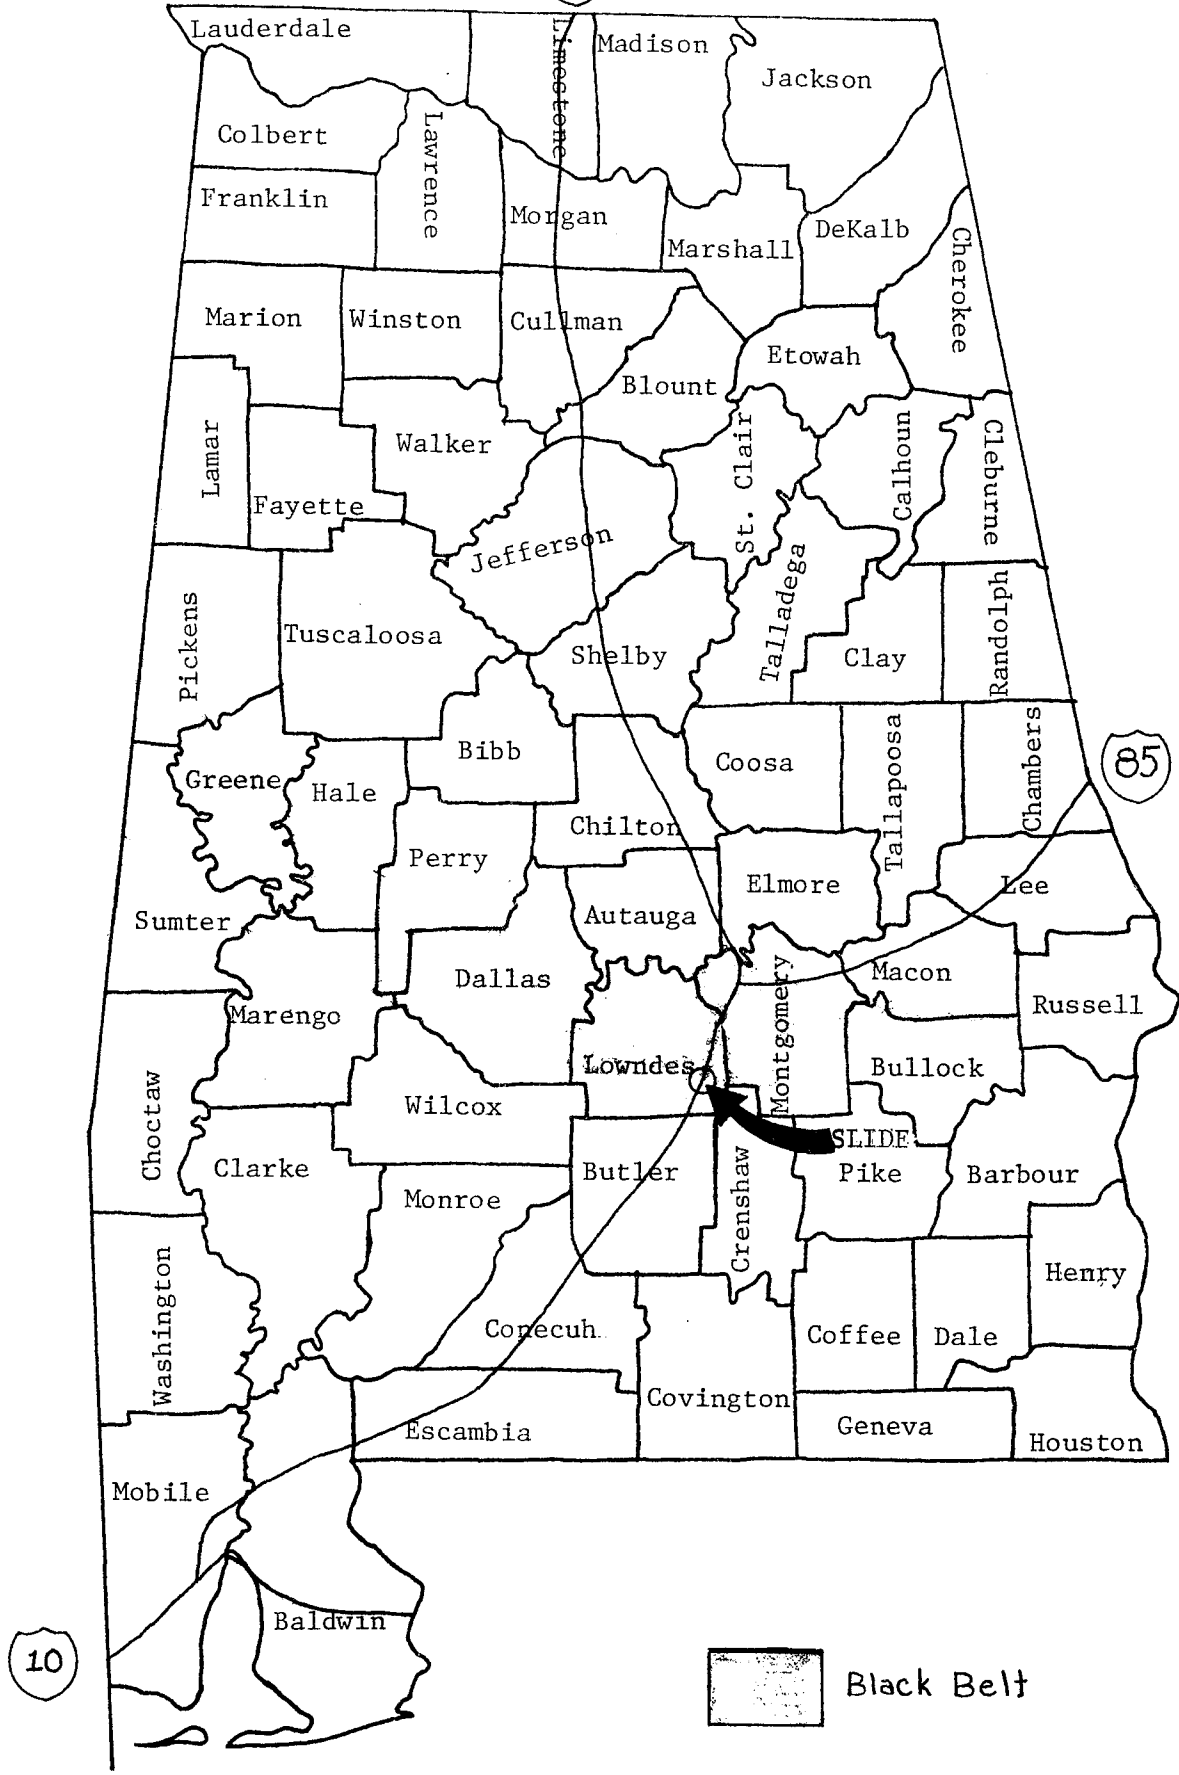 Lauderdale
Limestone
Madison
Jackson
Colbert
Lawrence
Franklin
Morgan
Marshall
DeKalb
Cherokee
Marion
Winston
Cullman
Blount
Etowah
Lamar
Walker
Fayette
St. Clair
Calhoun
Cleburne
Jefferson
Talladega
Pickens
Tuscaloosa
Shelby
Clay
Randolph
Greene
Hale
Bibb
Coosa
Tallapoosa
Chambers
85
Chilton
Perry
Elmore
Lee
Sumter
Autauga
Dallas
Macon
Marengo
Montgomery
Russell
Lowndes
Bullock
Choctaw
Wilcox
SLIDE
Clarke
Butler
Crenshaw
Pike
Barbour
Monroe
Washington
Conecuh
Henry
Coffee
Dale
Covington
Escambia
Geneva
Houston
Mobile
Baldwin
10
Black Belt